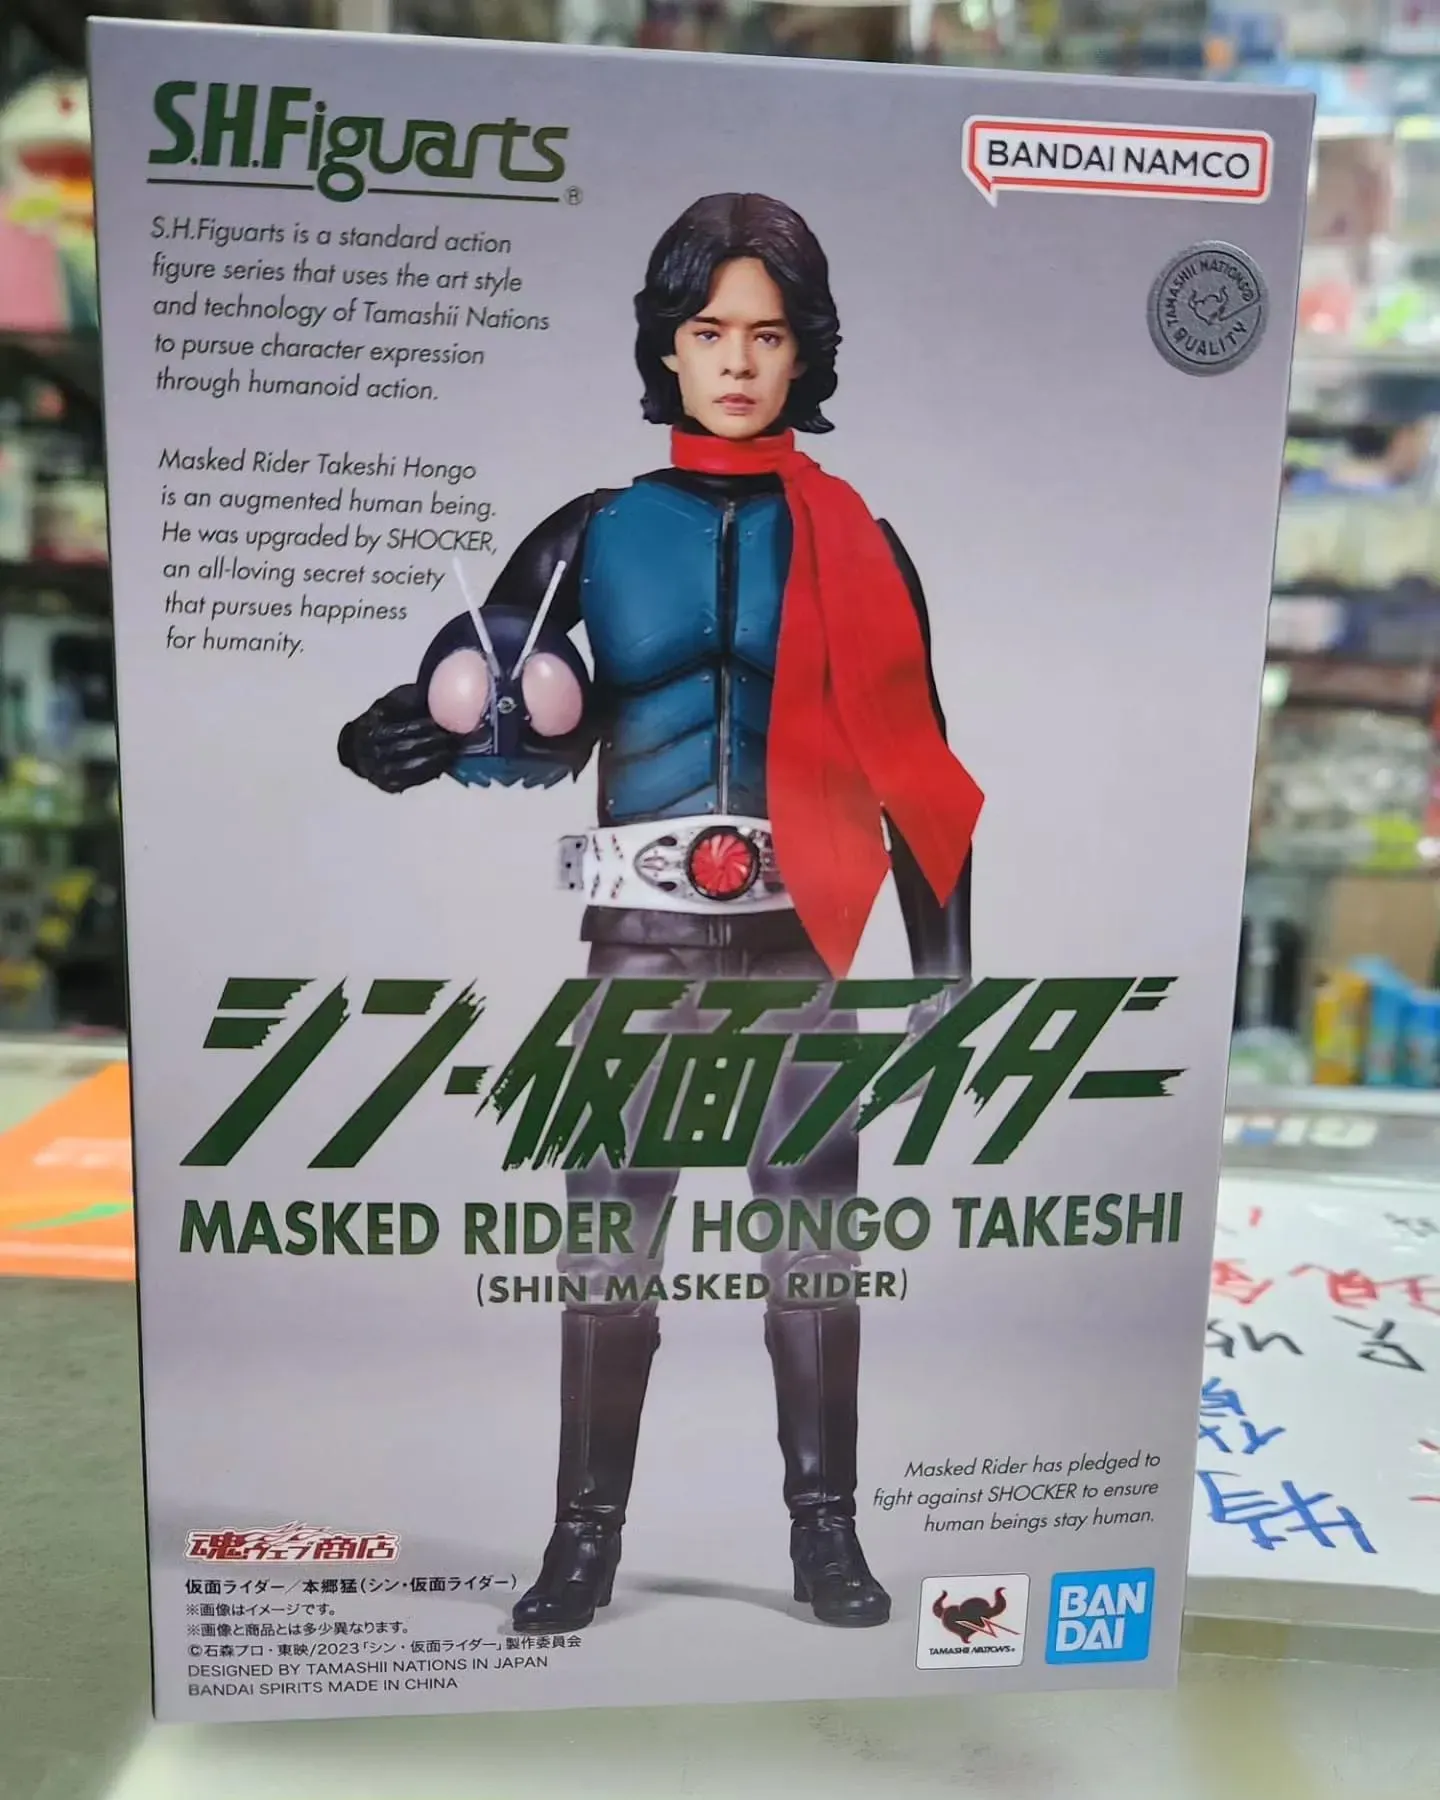 S.H.Figuarts®
BANDAI NAMCO
TAMASHII NATIONS
QUALITY
S.H.Figuarts is a standard action
figure series that uses the art style
and technology of Tamashii Nations
to pursue character expression
through humanoid action.
Masked Rider Takeshi Hongo
is an augmented human being.
He was upgraded by SHOCKER,
an all-loving secret society
that pursues happiness
for humanity.
シン・仮面ライダー
MASKED RIDER / HONGO TAKESHI
(SHIN MASKED RIDER)
Masked Rider has pledged to
fight against SHOCKER to ensure
human beings stay human.
魂ウェブ商店
仮面ライダー／本郷猛(シン・仮面ライダー)
※画像はイメージです。
※画像と商品とは多少異なります。
©石森プロ・東映/2023「シン・仮面ライダー」製作委員会
DESIGNED BY TAMASHII NATIONS IN JAPAN
BANDAI SPIRITS MADE IN CHINA
TAMASHII NATIONS®
BAN
DAI